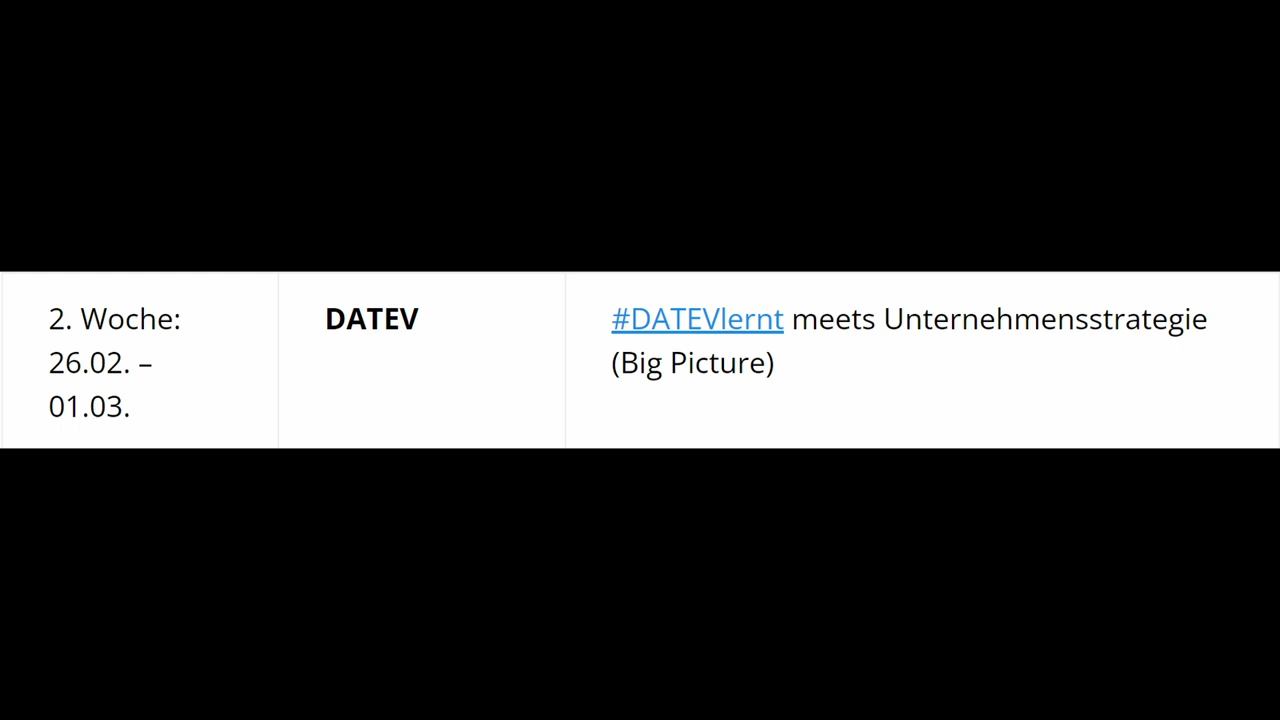 2. Woche:
26.02. –
01.03.
DATEV
#DATEVlernt meets Unternehmensstrategie
(Big Picture)